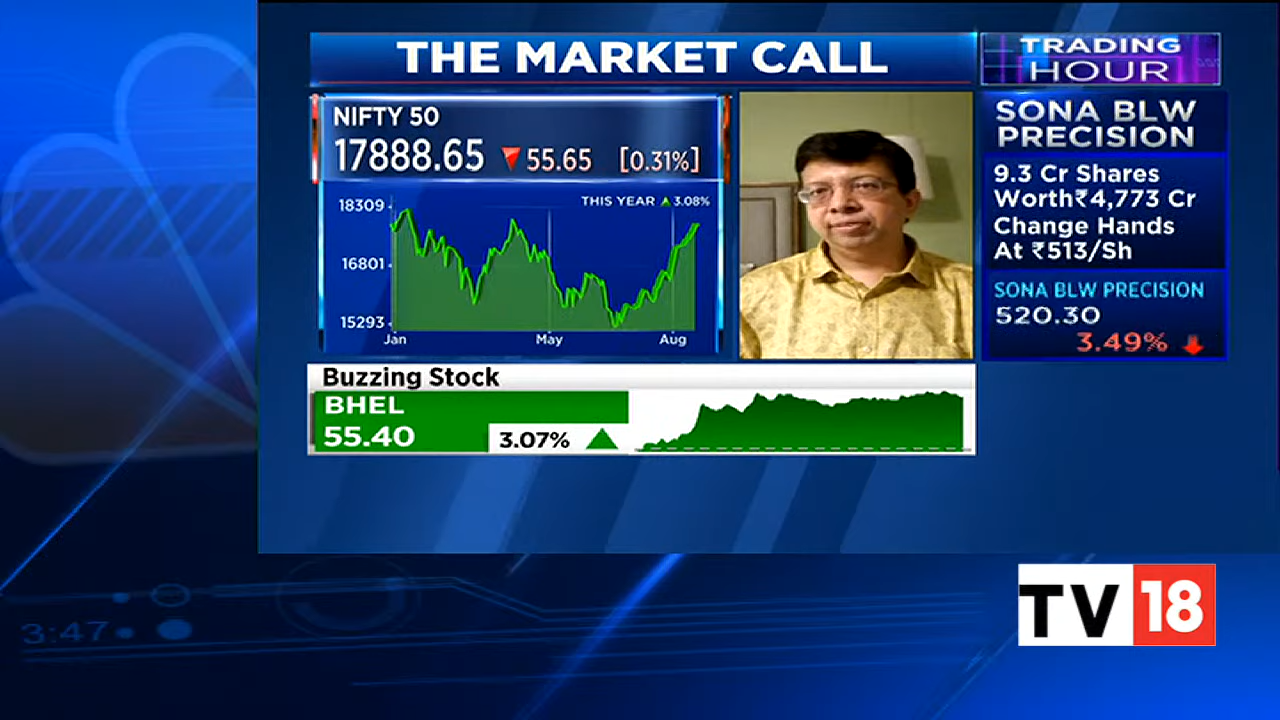 THE MARKET CALL
TRADING
HOUR
NIFTY 50
17888.65 ▼ 55.65 [0.31%]
THIS YEAR ▲ 3.08%
18309
16801
15293
Jan May Aug
SONA BLW
PRECISION
9.3 Cr Shares
Worth₹4,773 Cr
Change Hands
At ₹513/Sh
SONA BLW PRECISION
520.30
3.49%
Buzzing Stock
BHEL
55.40
3.07%
3:47
TV 18